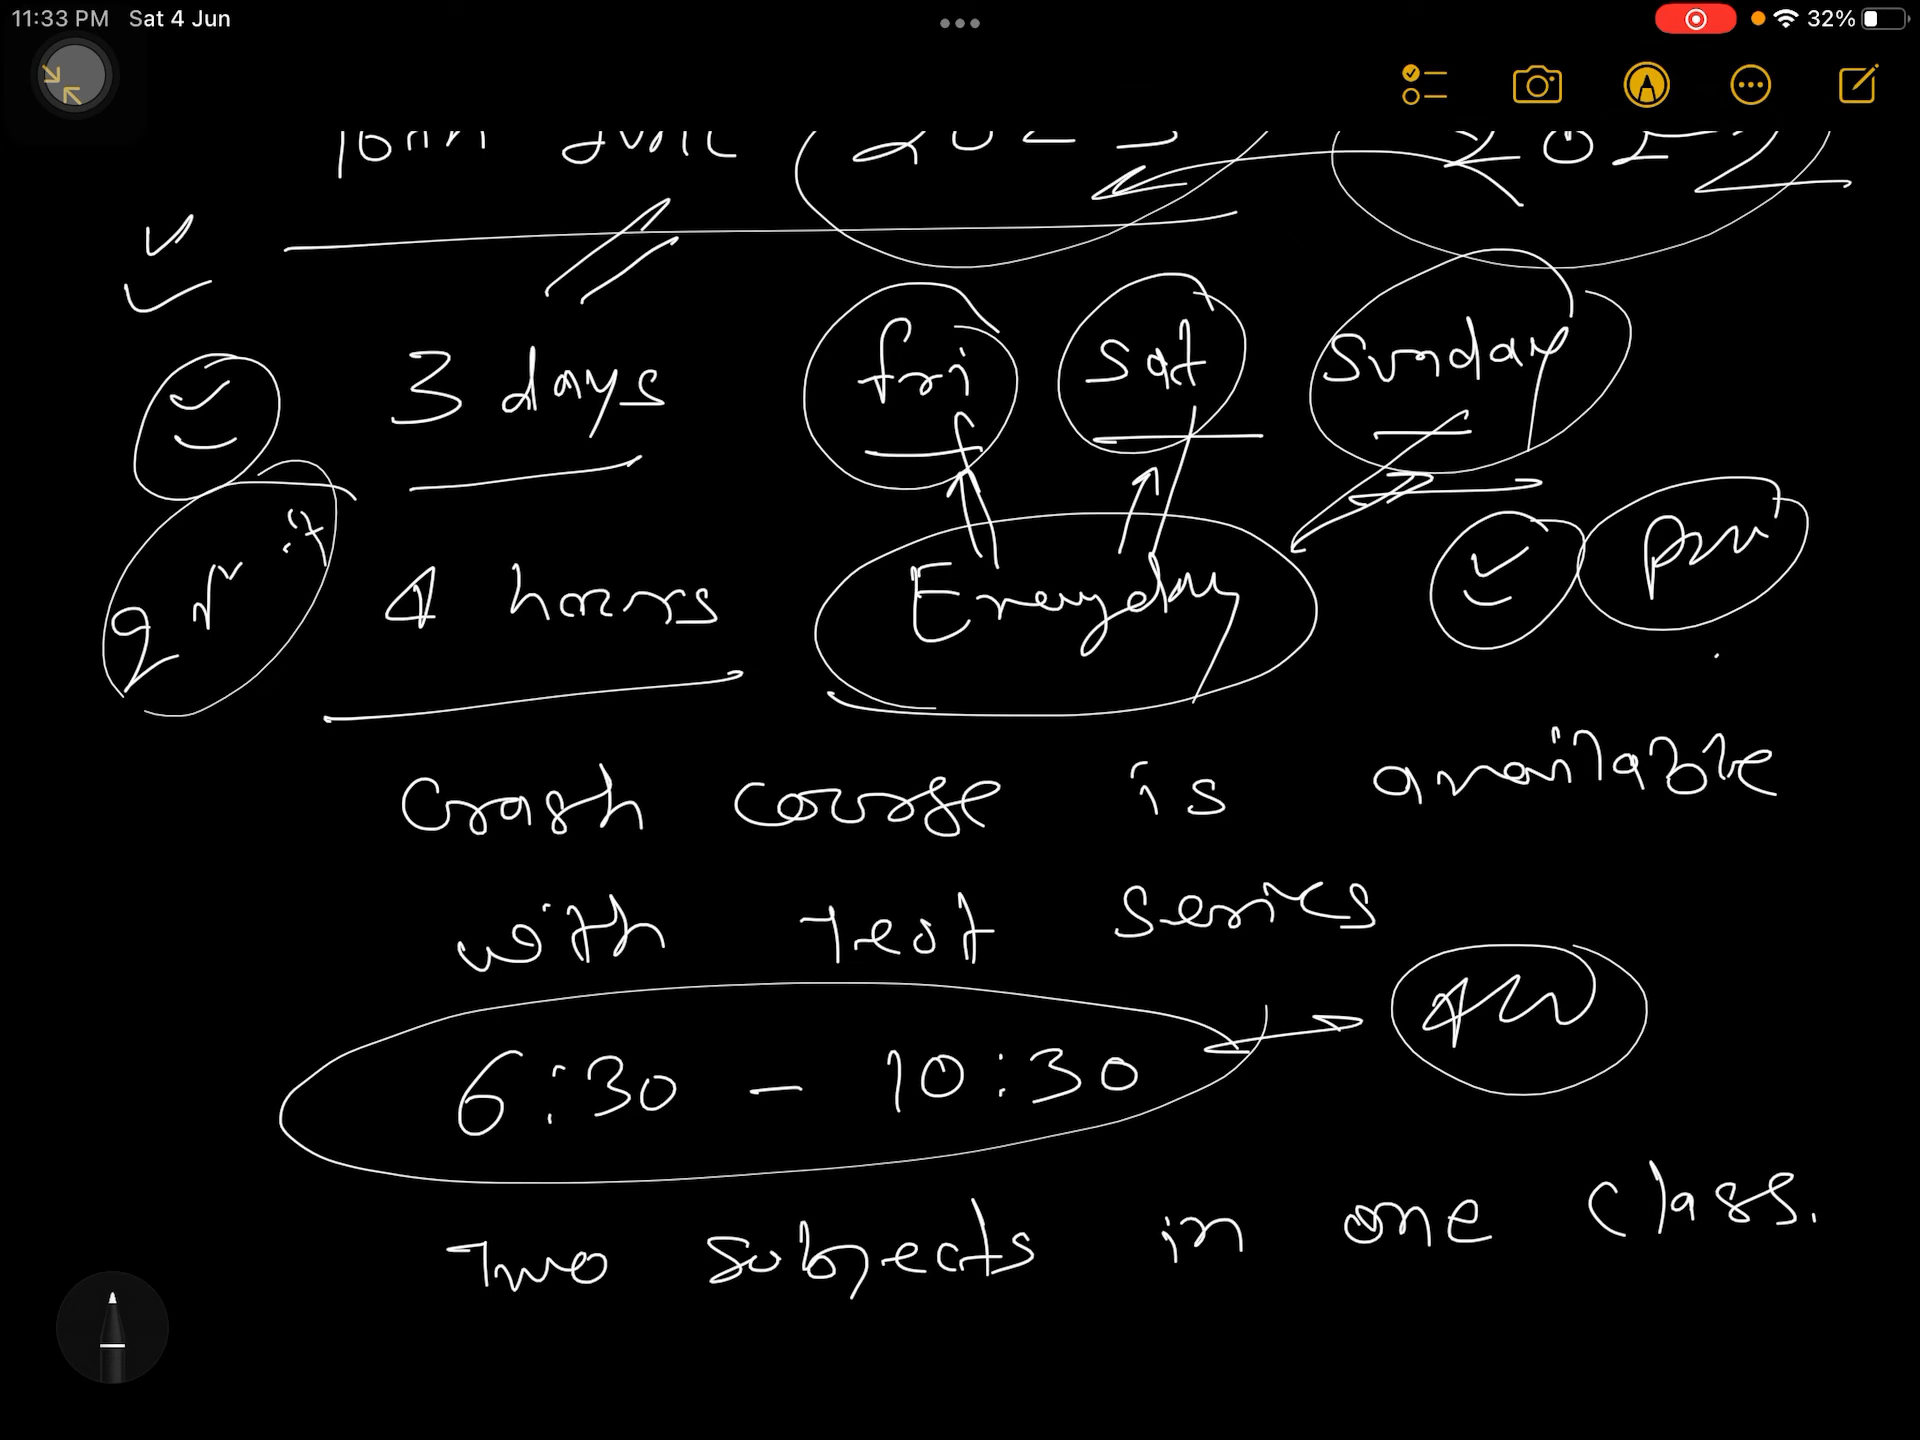 11:33 PM Sat 4 Jun
32%
3 days fri sat Sunday
4 hours Everyday pm
Crash course is available
with test series
6:30 - 10:30
Two subjects in one class.